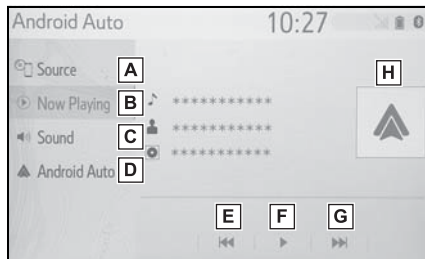 Android Auto 10:27
Source A
H
Now Playing B ***********
Sound C ***********
***********
Android Auto D
E F G